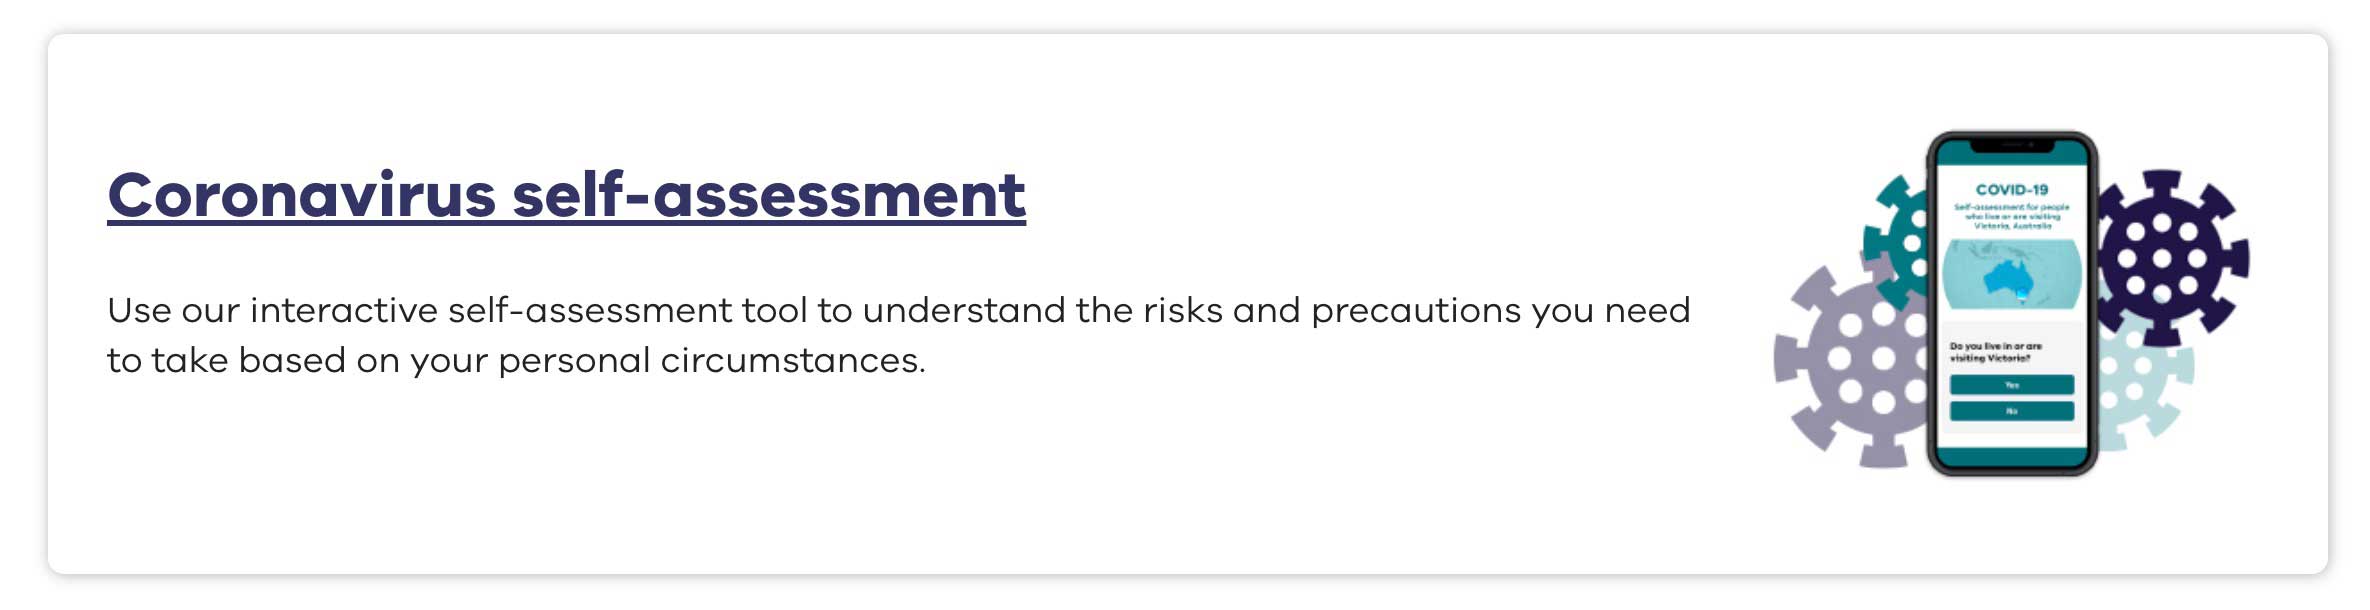 Coronavirus self-assessment
Use our interactive self-assessment tool to understand the risks and precautions you need
to take based on your personal circumstances.
COVID-19
Self-assessment for people
who live or are visiting
Victoria, Australia
Do you live in or are
visiting Victoria?
Yes
No